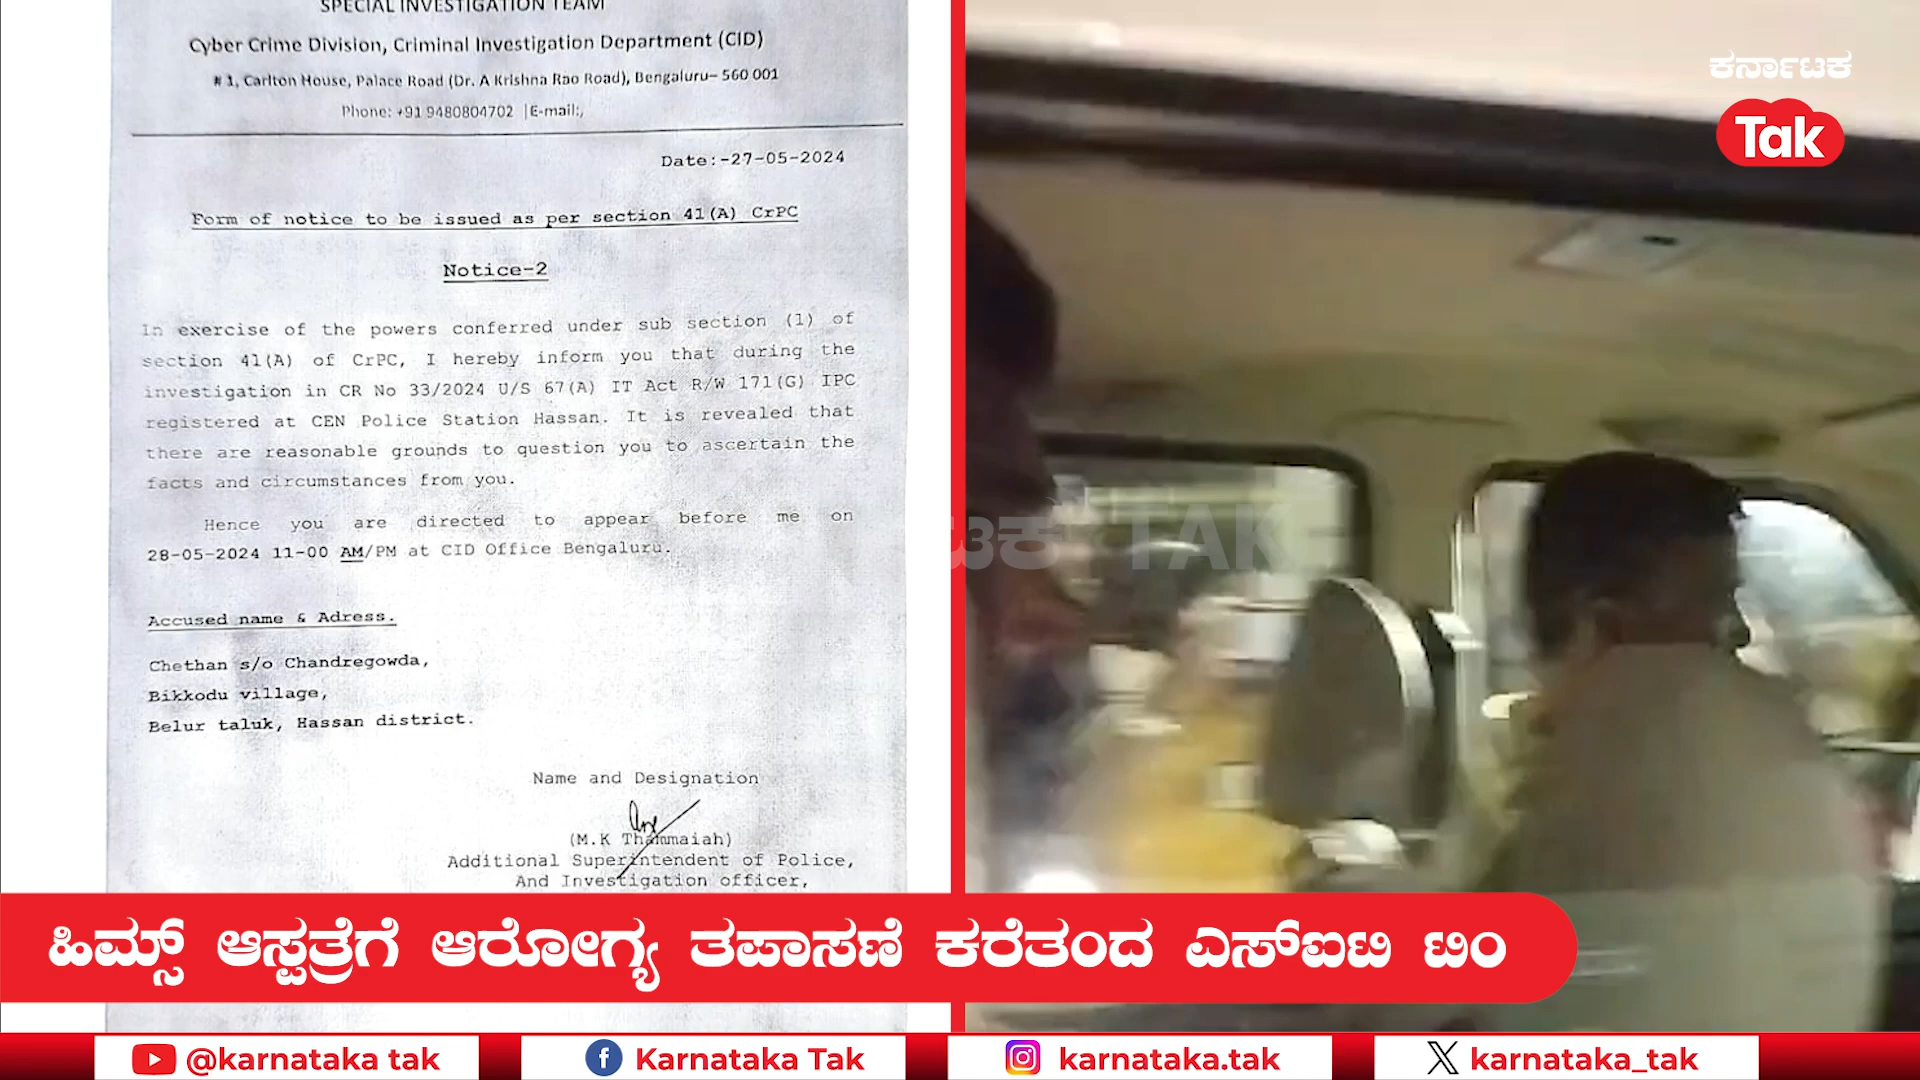 SPECIAL INVESTIGATION TEAM
Cyber Crime Division, Criminal Investigation Department (CID)
# 1, Carlton House, Palace Road (Dr. A Krishna Rao Road), Bengaluru– 560 001
Phone: +91 9480804702 |E-mail:,
Date:-27-05-2024
Form of notice to be issued as per section 41(A) CrPC
Notice-2
In exercise of the powers conferred under sub section (1) of
section 41(A) of CrPC, I hereby inform you that during the
investigation in CR No 33/2024 U/S 67(A) IT Act R/W 171(G) IPC
registered at CEN Police Station Hassan. It is revealed that
there are reasonable grounds to question you to ascertain the
facts and circumstances from you.
Hence you are directed to appear before me on
28-05-2024 11-00 AM/PM at CID Office Bengaluru.
Accused name & Adress.
Chethan s/o Chandregowda,
Bikkodu village,
Belur taluk, Hassan district.
Name and Designation
(M.K Thammaiah)
Additional Superintendent of Police,
And Investigation officer,
ಕರ್ನಾಟಕ
Tak
ಟಕ TAK
ಹಿಮ್ಸ್ ಆಸ್ಪತ್ರೆಗೆ ಆರೋಗ್ಯ ತಪಾಸಣೆ ಕರೆತಂದ ಎಸ್‌ಐಟಿ ಟಿಂ
@karnataka tak
Karnataka Tak
karnataka.tak
karnataka_tak